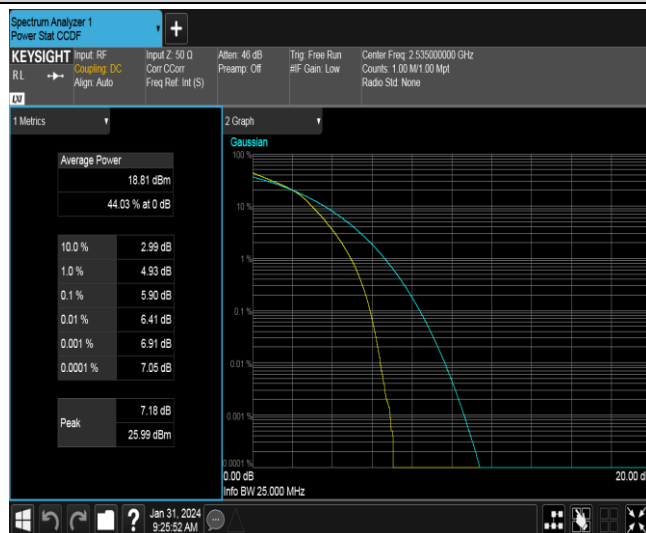 Spectrum Analyzer 1
Power Stat CCDF
+
KEYSIGHT
RL
LXI
Input: RF
Coupling: DC
Align: Auto
Input Z: 50 Ω
Corr CCorr
Freq Ref: Int (S)
Atten: 46 dB
Preamp: Off
Trig: Free Run
#IF Gain: Low
Center Freq: 2.535000000 GHz
Counts: 1.00 M/1.00 Mpt
Radio Std: None
1 Metrics
Average Power
18.81 dBm
44.03 % at 0 dB
10.0 % 2.99 dB
1.0 % 4.93 dB
0.1 % 5.90 dB
0.01 % 6.41 dB
0.001 % 6.91 dB
0.0001 % 7.05 dB
Peak
7.18 dB
25.99 dBm
2 Graph
Gaussian
100 %
10 %
1 %
0.1 %
0.01 %
0.001 %
0.0001 %
0.00 dB
20.00 d
Info BW 25.000 MHz
?
Jan 31, 2024
9:25:52 AM